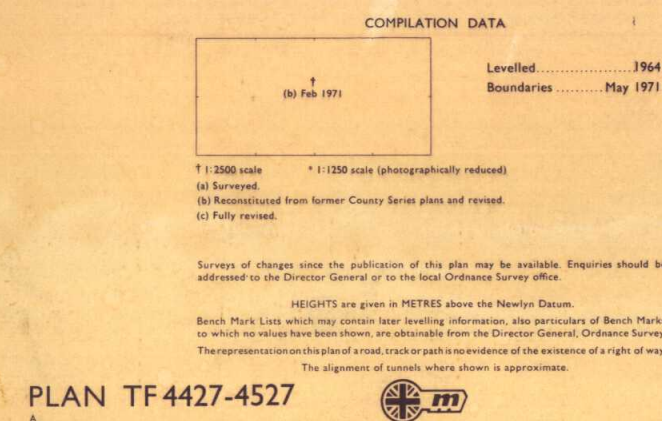 COMPILATION DATA
†
(b) Feb 1971
Levelled....................1964
Boundaries..........May 1971
† 1:2500 scale * 1:1250 scale (photographically reduced)
(a) Surveyed.
(b) Reconstituted from former County Series plans and revised.
(c) Fully revised.
Surveys of changes since the publication of this plan may be available. Enquiries should be
addressed to the Director General or to the local Ordnance Survey office.
HEIGHTS are given in METRES above the Newlyn Datum.
Bench Mark Lists which may contain later levelling information, also particulars of Bench Marks
to which no values have been shown, are obtainable from the Director General, Ordnance Survey
The representation on this plan of a road, track or path is no evidence of the existence of a right of way
The alignment of tunnels where shown is approximate.
PLAN TF 4427-4527
m
A